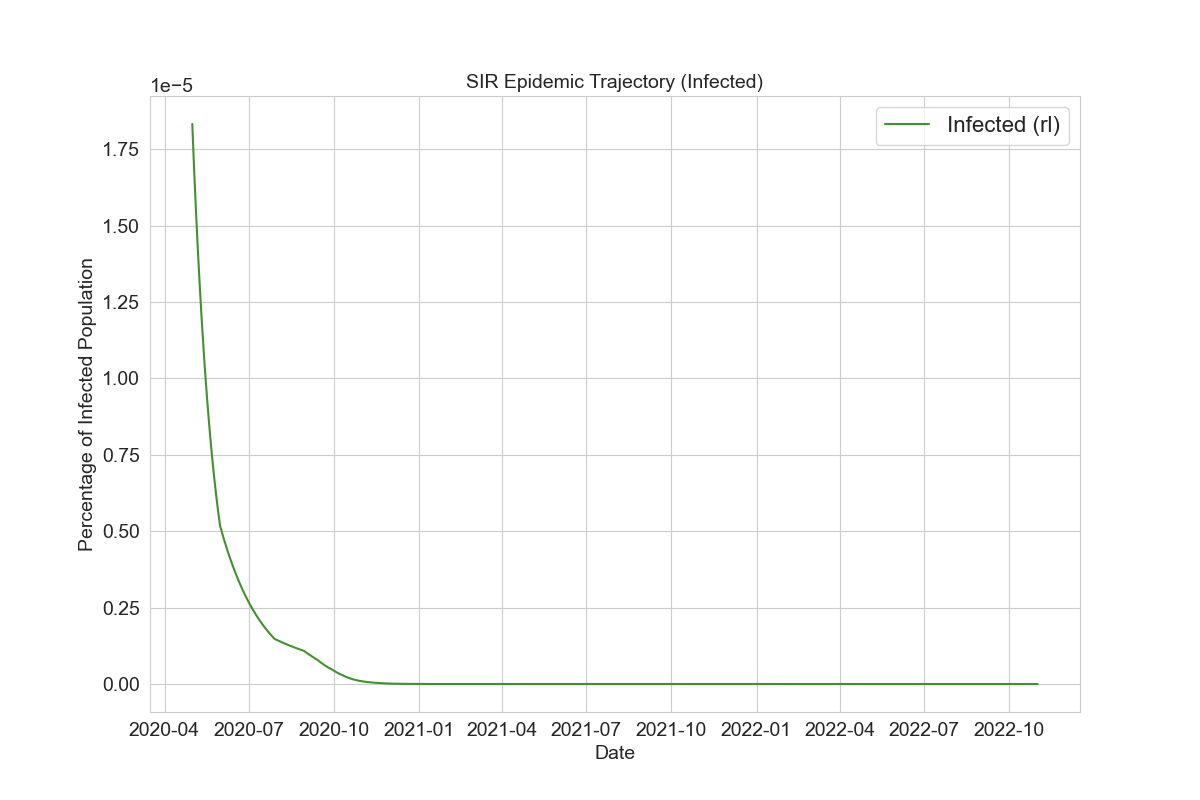 SIR Epidemic Trajectory (Infected)
1e−5
Infected (rl)
1.75
1.50
1.25
1.00
0.75
0.50
0.25
0.00
Percentage of Infected Population
2020-04 2020-07 2020-10 2021-01 2021-04 2021-07 2021-10 2022-01 2022-04 2022-07 2022-10
Date